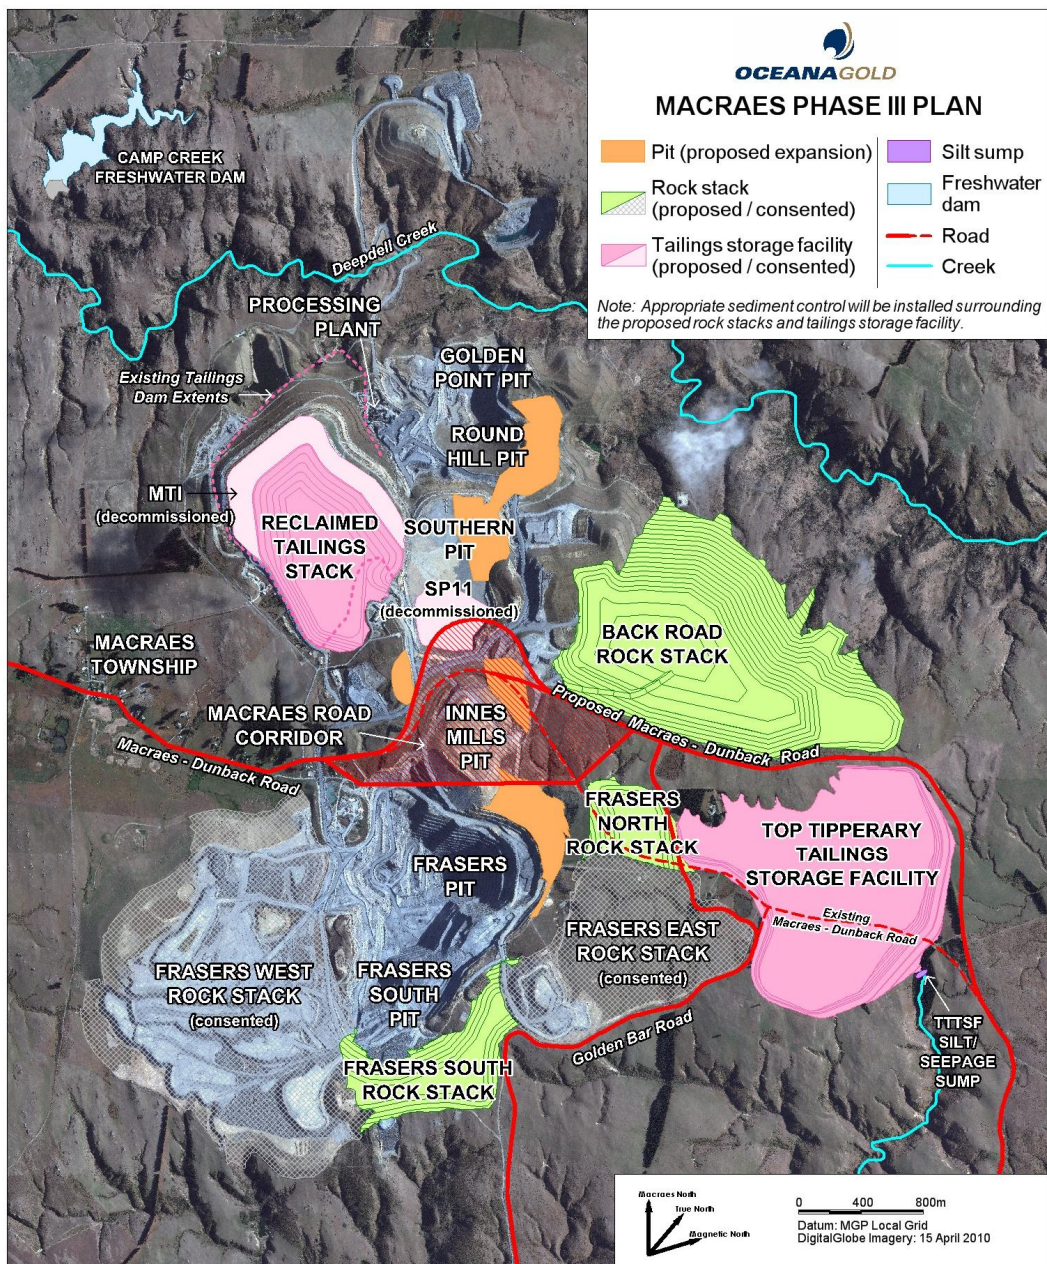 OCEANAGOLD
MACRAES PHASE III PLAN
Pit (proposed expansion)
Rock stack
(proposed / consented)
Tailings storage facility
(proposed / consented)
Silt sump
Freshwater
dam
Road
Creek
Note: Appropriate sediment control will be installed surrounding
the proposed rock stacks and tailings storage facility.
CAMP CREEK
FRESHWATER DAM
Deepdell Creek
PROCESSING
PLANT
GOLDEN
POINT PIT
Existing Tailings
Dam Extents
ROUND
HILL PIT
MTI
(decommissioned)
RECLAIMED
TAILINGS
STACK
SOUTHERN
PIT
SP11
(decommissioned)
MACRAES
TOWNSHIP
BACK ROAD
ROCK STACK
MACRAES ROAD
CORRIDOR
INNES
MILLS
PIT
Proposed Macraes - Dunback Road
Macraes - Dunback Road
FRASERS
NORTH
ROCK STACK
TOP TIPPERARY
TAILINGS
STORAGE FACILITY
FRASERS
PIT
Existing
Macraes - Dunback Road
FRASERS EAST
ROCK STACK
(consented)
FRASERS WEST
ROCK STACK
(consented)
FRASERS
SOUTH
PIT
TTTSF
SILT/
SEEPAGE
SUMP
Golden Bar Road
FRASERS SOUTH
ROCK STACK
Macraes North
True North
Magnetic North
0 400 800m
Datum: MGP Local Grid
DigitalGlobe Imagery: 15 April 2010